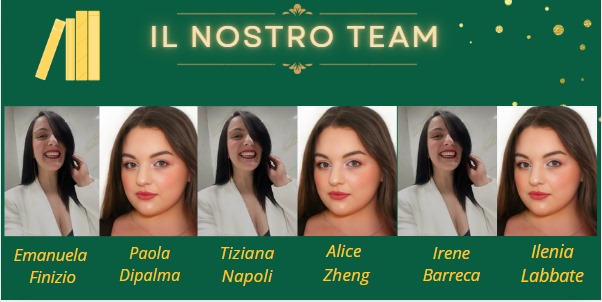 IL NOSTRO TEAM
Emanuela
Finizio
Paola
Dipalma
Tiziana
Napoli
Alice
Zheng
Irene
Barreca
Ilenia
Labbate